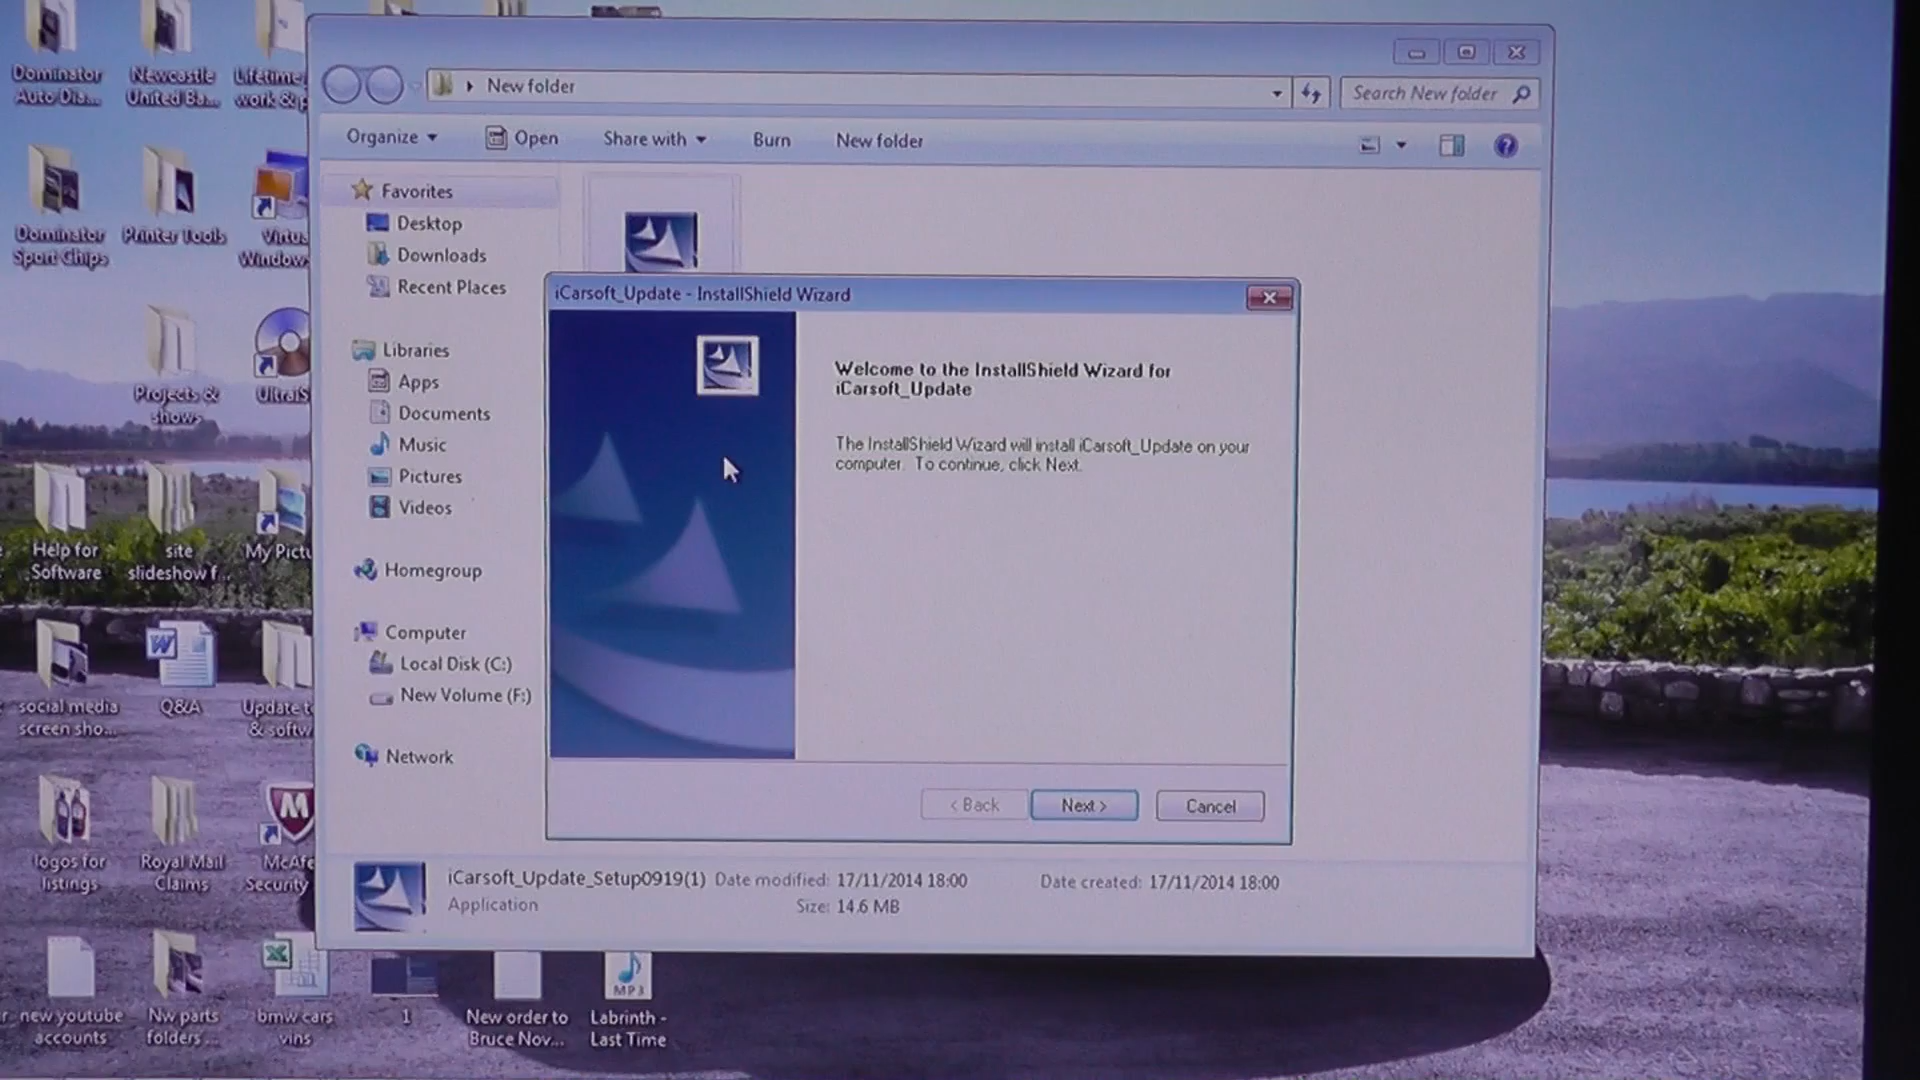 Dominator
Auto Dia...
Newcastle
United Ba...
Lifetime
work & p
Dominator
Sport Chips
Printer Tools
Virtu
Window
Projects &
shows
UltraIS
Help for
Software
site
slideshow f...
My Pictu
social media
screen sho...
Q&A
Update t
& softw
logos for
listings
Royal Mail
Claims
McAfe
Security
new youtube
accounts
Nw parts
folders ...
bmw cars
vins
1
New order to
Bruce Nov...
MP3
Labrinth -
Last Time
New folder
Search New folder
Organize
Open
Share with
Burn
New folder
Favorites
Desktop
Downloads
Recent Places
Libraries
Apps
Documents
Music
Pictures
Videos
Homegroup
Computer
Local Disk (C:)
New Volume (F:)
Network
iCarsoft_Update - InstallShield Wizard
Welcome to the InstallShield Wizard for
iCarsoft_Update
The InstallShield Wizard will install iCarsoft_Update on your
computer. To continue, click Next.
< Back
Next >
Cancel
iCarsoft_Update_Setup0919(1) Date modified: 17/11/2014 18:00 Date created: 17/11/2014 18:00
Application Size: 14.6 MB